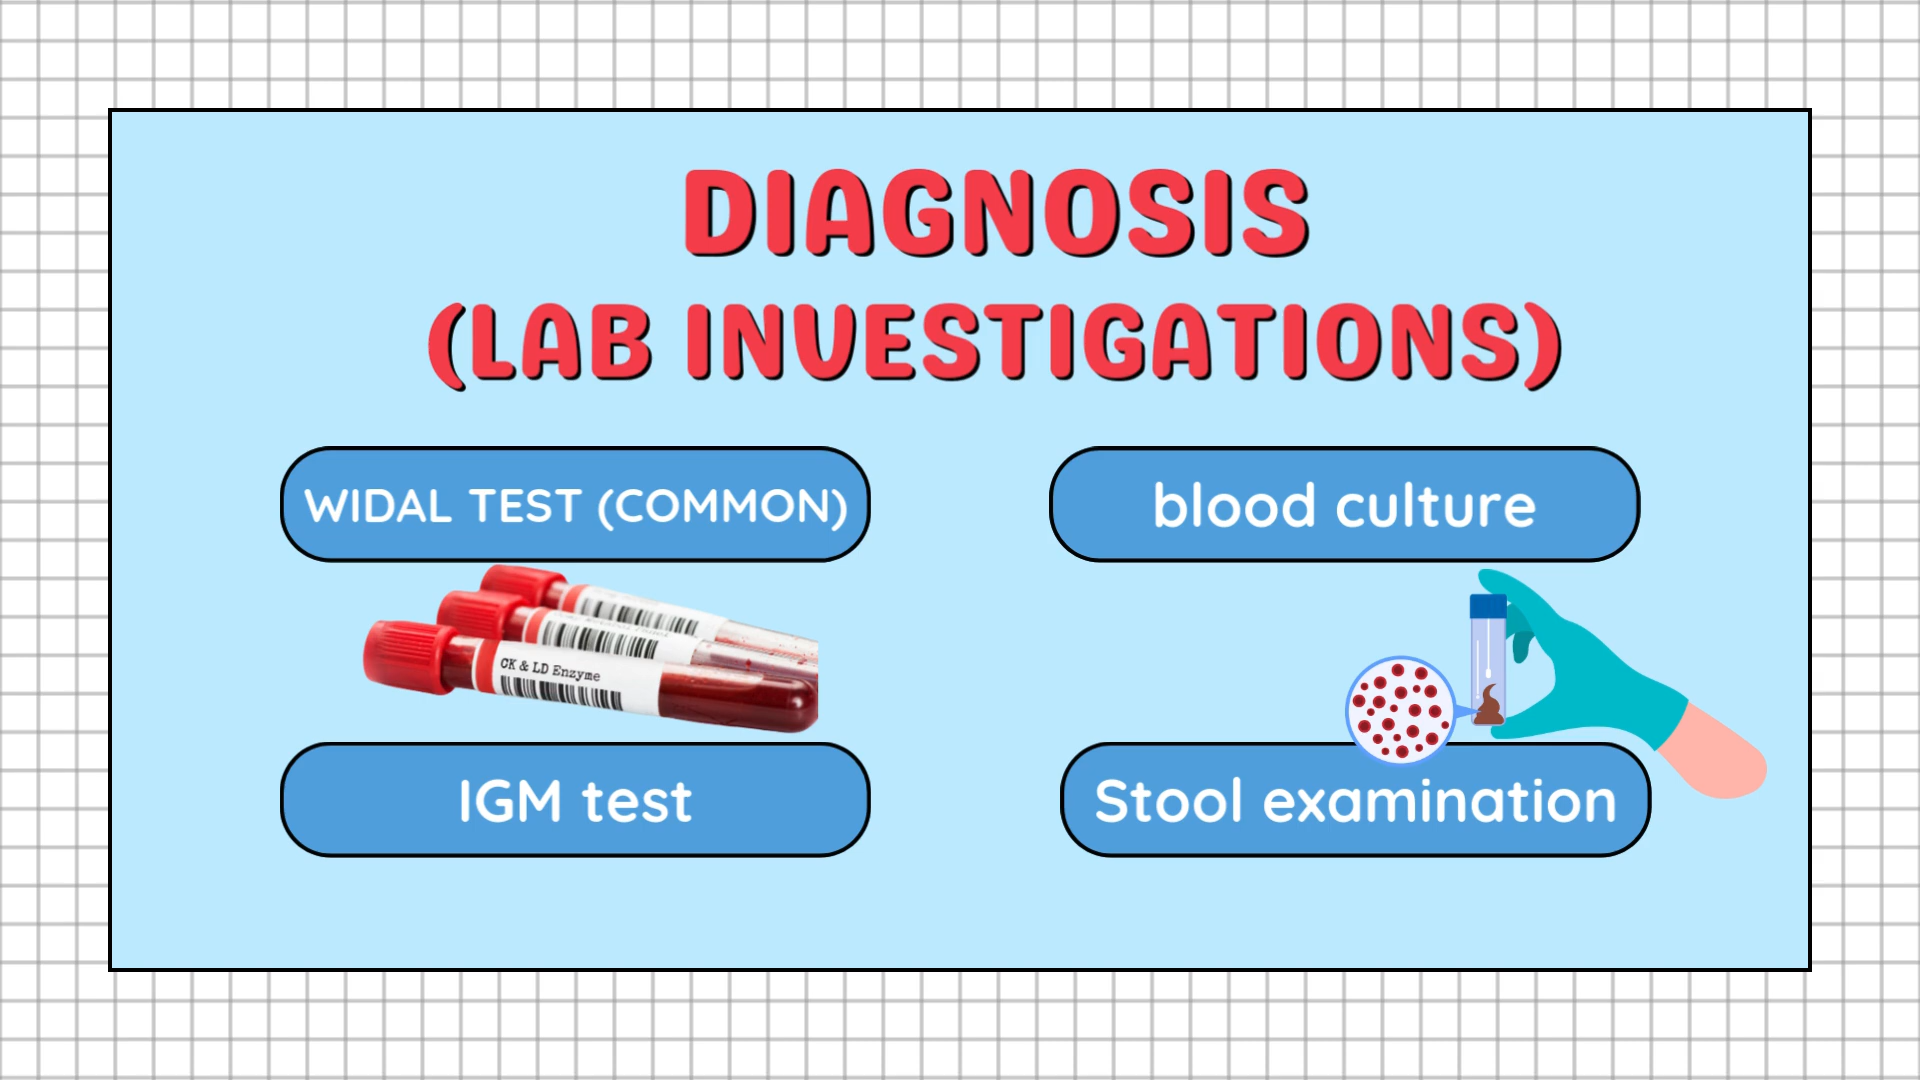 DIAGNOSIS
(LAB INVESTIGATIONS)
WIDAL TEST (COMMON)
blood culture
CK & LD Enzyme
IGM test
Stool examination